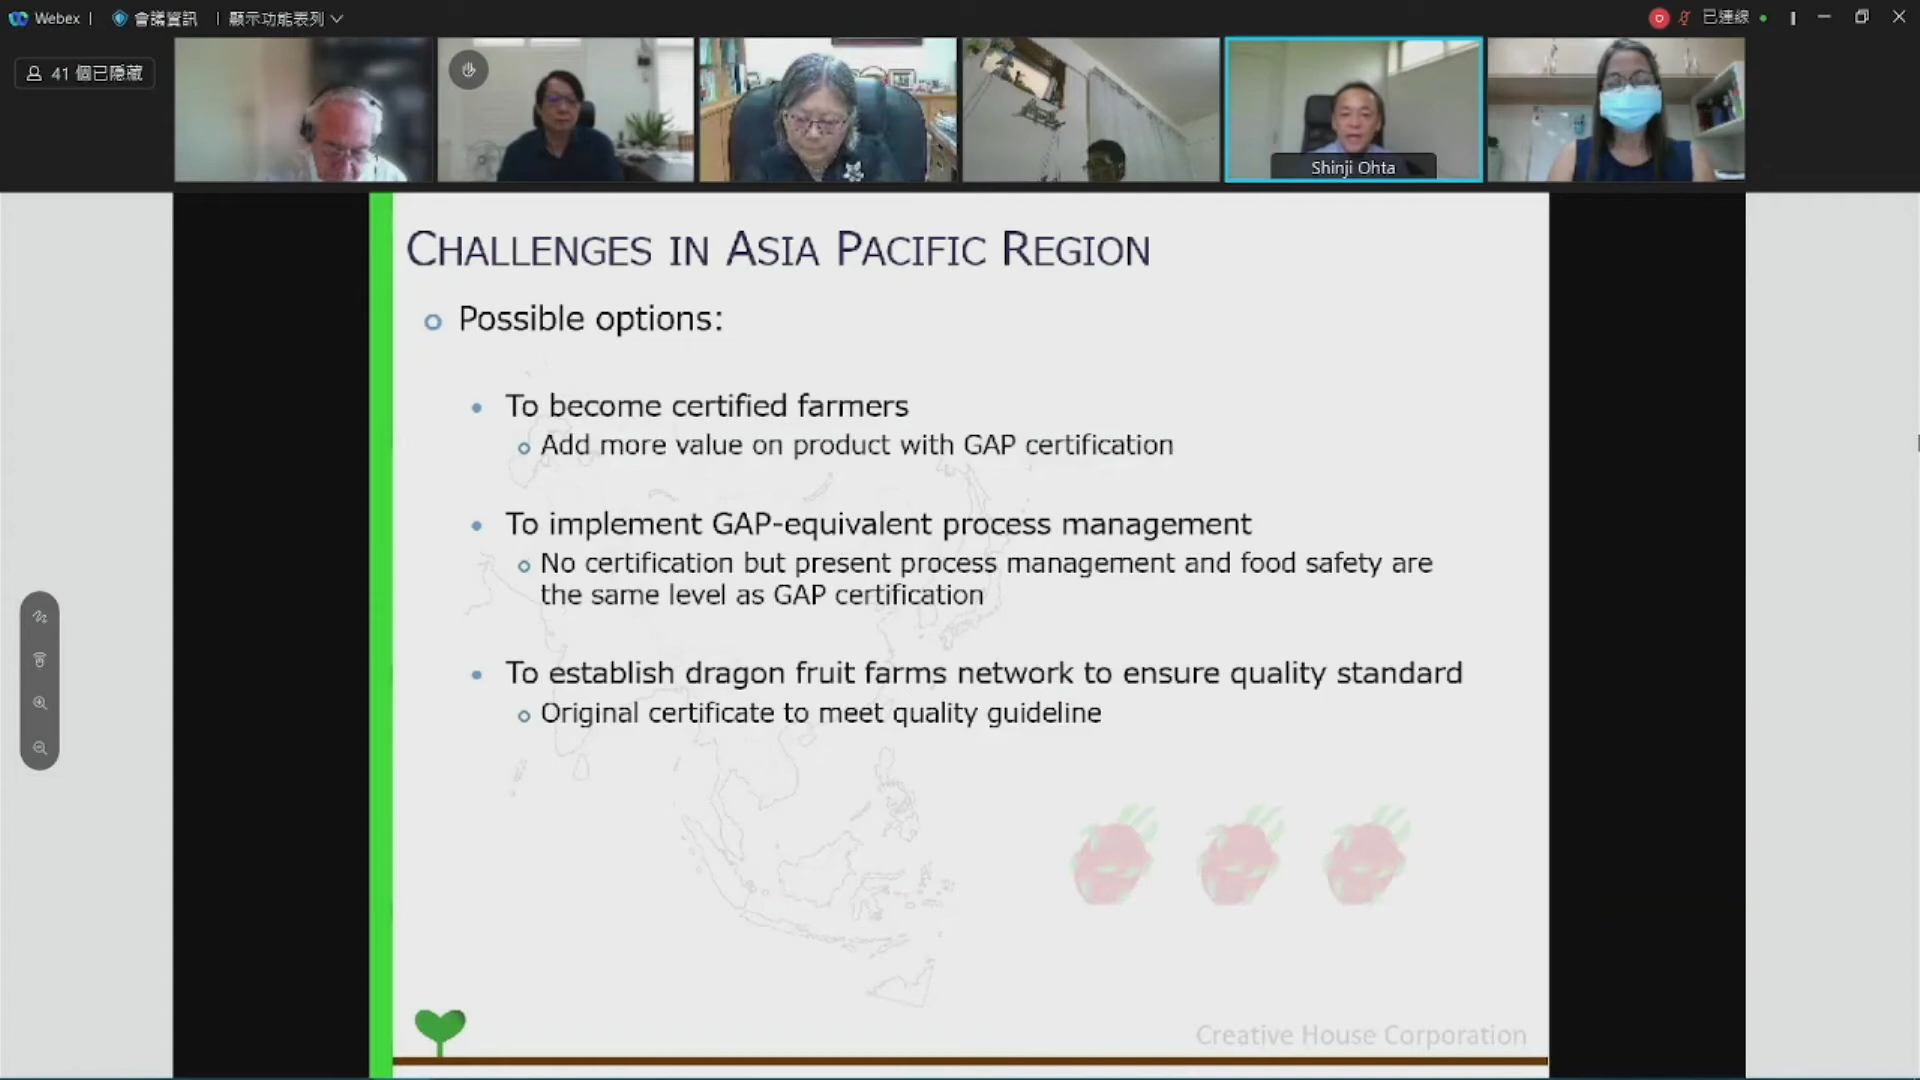 Webex
會議資訊
顯示功能表列
已連線
41 個已隱藏
Shinji Ohta
CHALLENGES IN ASIA PACIFIC REGION
Possible options:
To become certified farmers
Add more value on product with GAP certification
To implement GAP-equivalent process management
No certification but present process management and food safety are
the same level as GAP certification
To establish dragon fruit farms network to ensure quality standard
Original certificate to meet quality guideline
Creative House Corporation